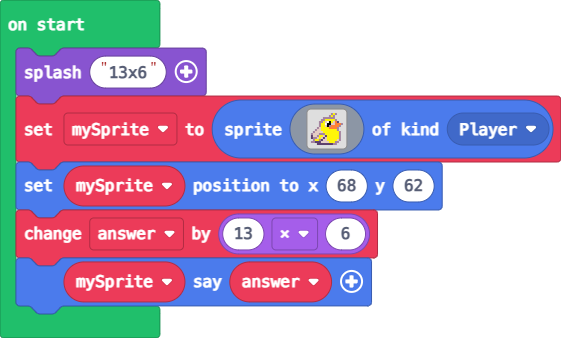 on start
splash "13x6"
set mySprite to sprite of kind Player
set mySprite position to x 68 y 62
change answer by 13 × 6
mySprite say answer